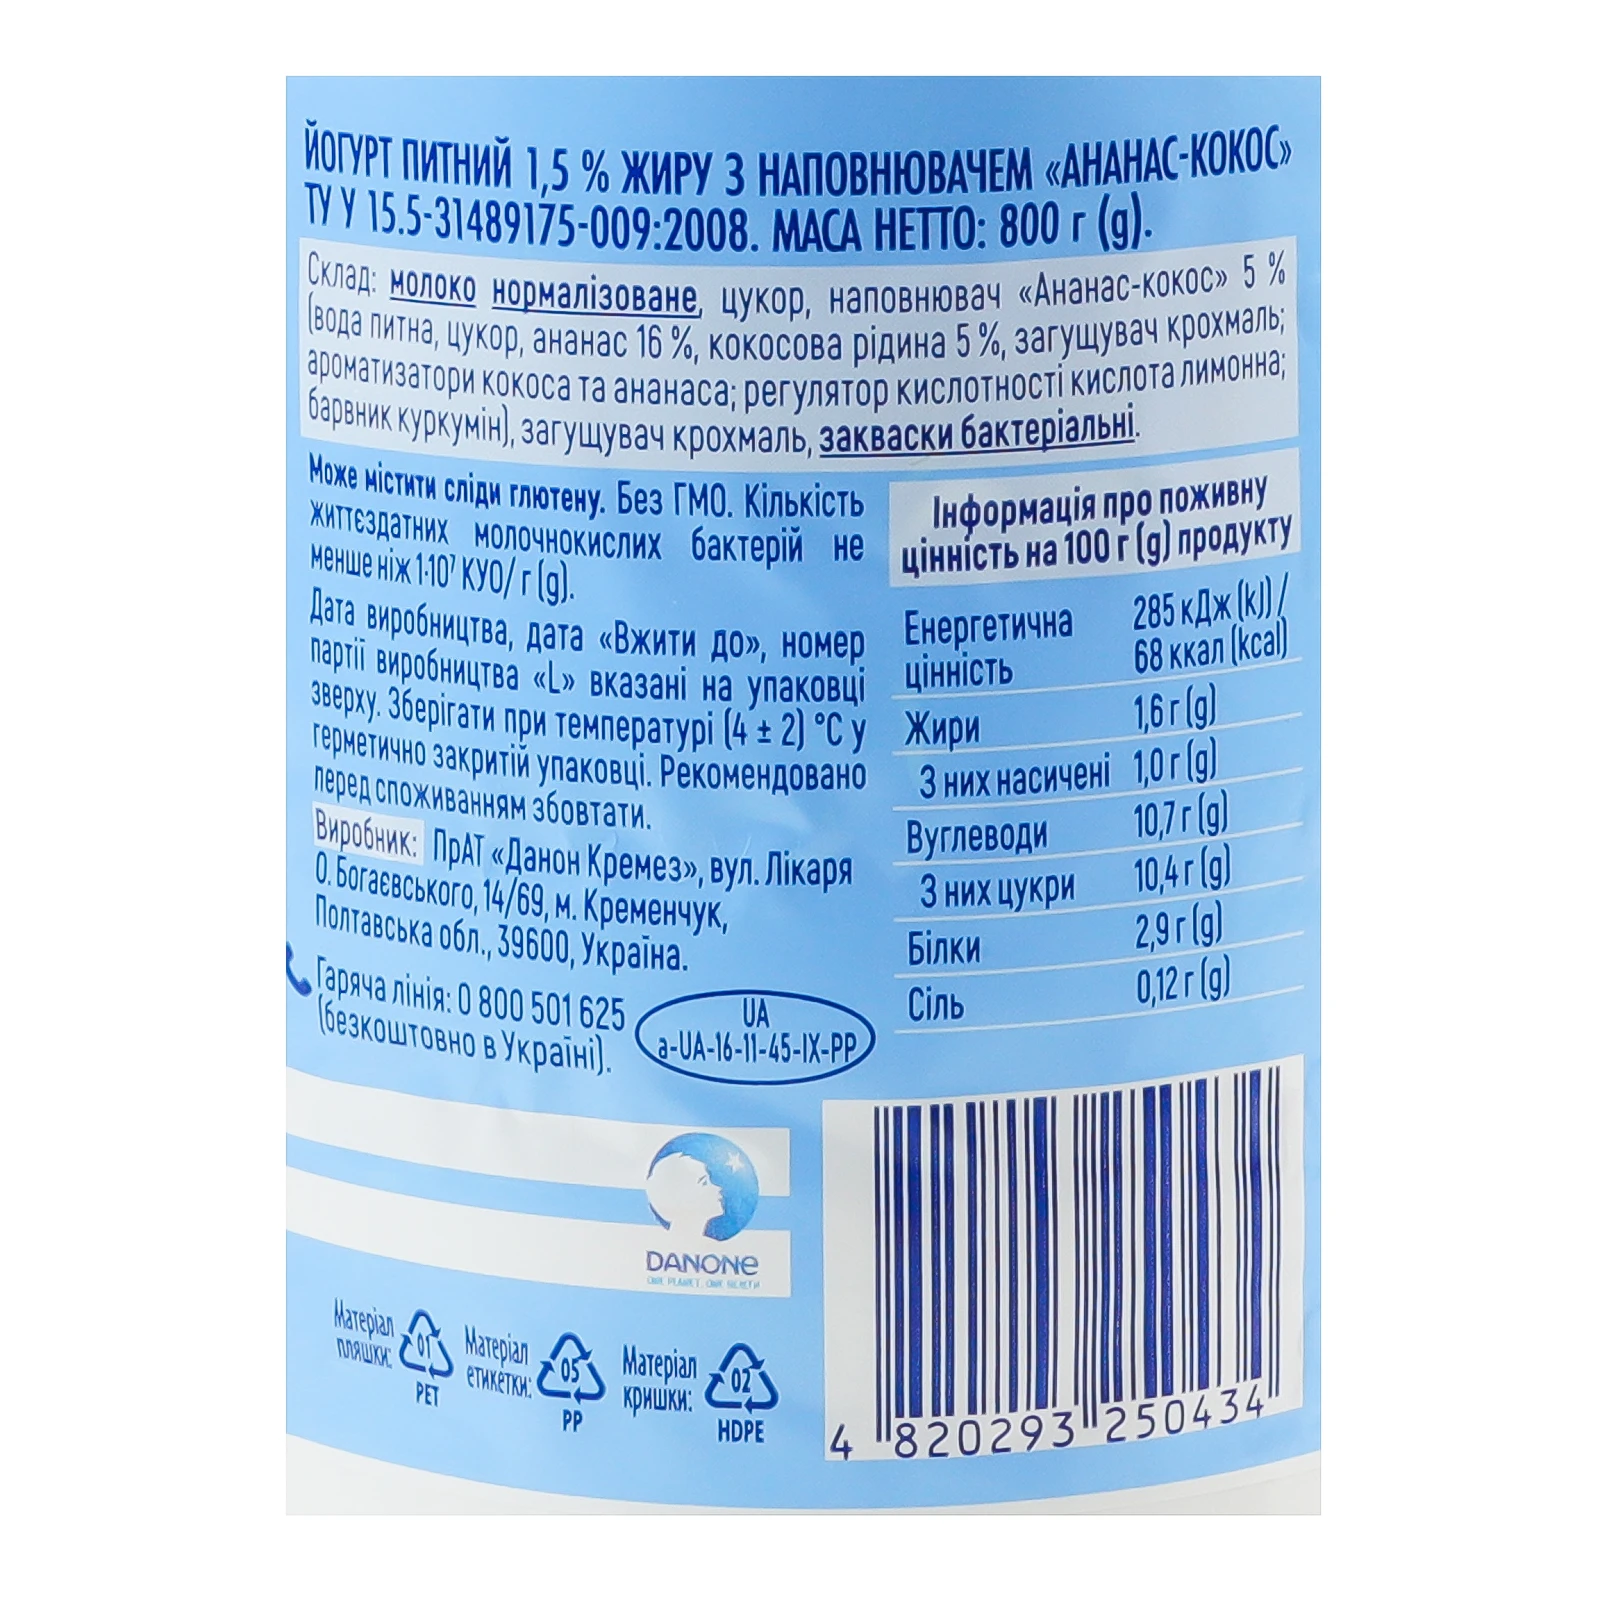 ЙОГУРТ ПИТНИЙ 1,5 % ЖИРУ З НАПОВНЮВАЧЕМ «АНАНАС-КОКОС»
ТУ У 15.5-31489175-009:2008. МАСА НЕТТО: 800 г (g).
Склад: молоко нормалізоване, цукор, наповнювач «Ананас-кокос» 5 %
(вода питна, цукор, ананас 16 %, кокосова рідина 5 %, загущувач крохмаль;
ароматизатори кокоса та ананаса; регулятор кислотності кислота лимонна;
барвник куркумін), загущувач крохмаль, закваски бактеріальні.
Може містити сліди глютену. Без ГМО. Кількість
життєздатних молочнокислих бактерій не
менше ніж 1·10⁷ КУО/ г (g).
Дата виробництва, дата «Вжити до», номер
партії виробництва «L» вказані на упаковці
зверху. Зберігати при температурі (4 ± 2) °С у
герметично закритій упаковці. Рекомендовано
перед споживанням збовтати.
Виробник: ПрАТ «Данон Кремез», вул. Лікаря
О. Богаєвського, 14/69, м. Кременчук,
Полтавська обл., 39600, Україна.
Гаряча лінія: 0 800 501 625
(безкоштовно в Україні).
UA
a-UA-16-11-45-IX-PP
Інформація про поживну
цінність на 100 г (g) продукту
Енергетична 285 кДж (kJ) /
цінність 68 ккал (kcal)
Жири 1,6 г (g)
З них насичені 1,0 г (g)
Вуглеводи 10,7 г (g)
З них цукри 10,4 г (g)
Білки 2,9 г (g)
Сіль 0,12 г (g)
DANONE
ONE PLANET. ONE HEALTH
Матеріал
пляшки:
01
PET
Матеріал
етикетки:
05
PP
Матеріал
кришки:
02
HDPE
4 820293 250434